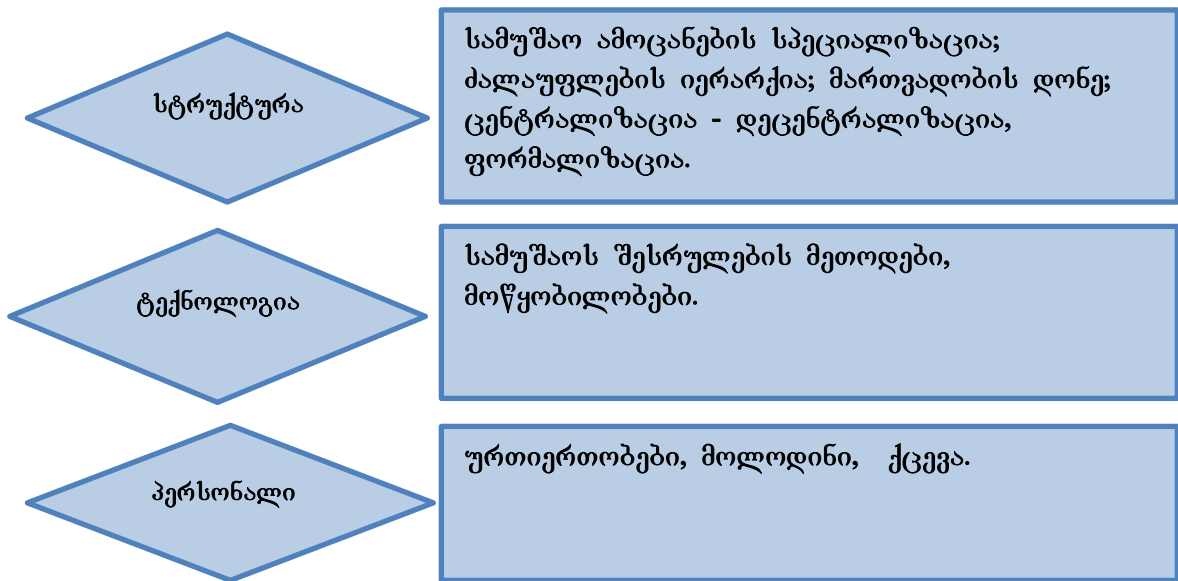 სტრუქტურა
სამუშაო ამოცანების სპეციალიზაცია;
ძალაუფლების იერარქია; მართვადობის დონე;
ცენტრალიზაცია - დეცენტრალიზაცია,
ფორმალიზაცია.
ტექნოლოგია
სამუშაოს შესრულების მეთოდები,
მოწყობილობები.
პერსონალი
ურთიერთობები, მოლოდინი, ქცევა.